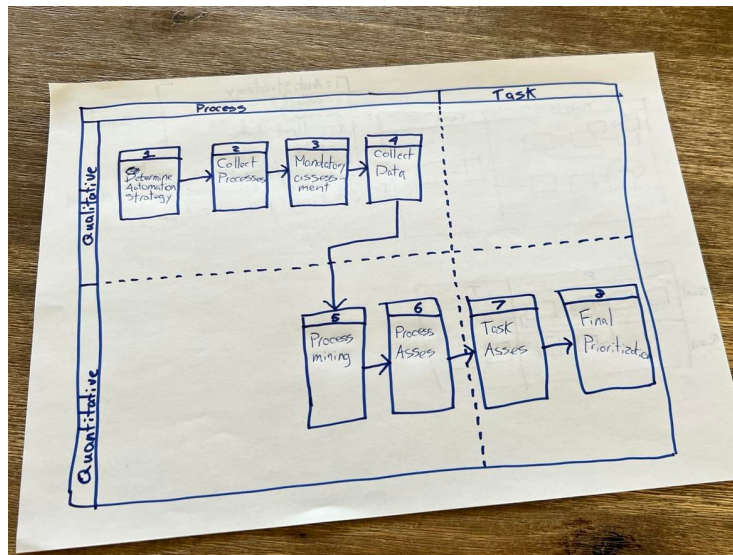 Process
Task
Qualitative
1
Determine
Automation
Strategy
2
Collect
Processes
3
Mandatory
assess-
ment
4
collect
Data
Quantitative
5
Process
mining
6
Process
Asses
7
Task
Asses
8
Final
Prioritization